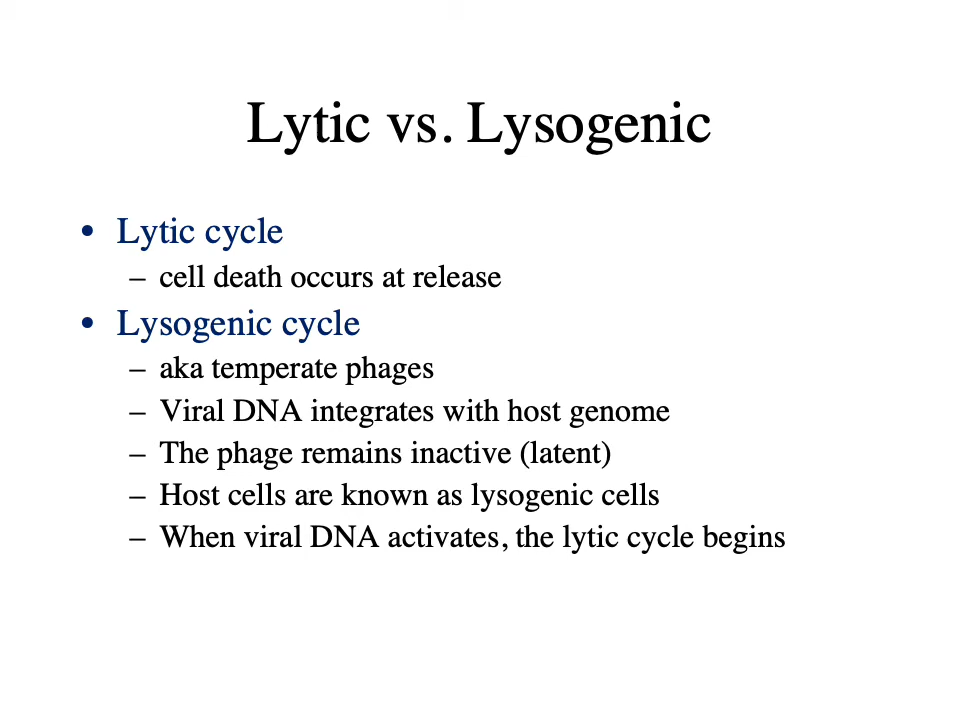 Lytic vs. Lysogenic
• Lytic cycle
– cell death occurs at release
• Lysogenic cycle
– aka temperate phages
– Viral DNA integrates with host genome
– The phage remains inactive (latent)
– Host cells are known as lysogenic cells
– When viral DNA activates, the lytic cycle begins